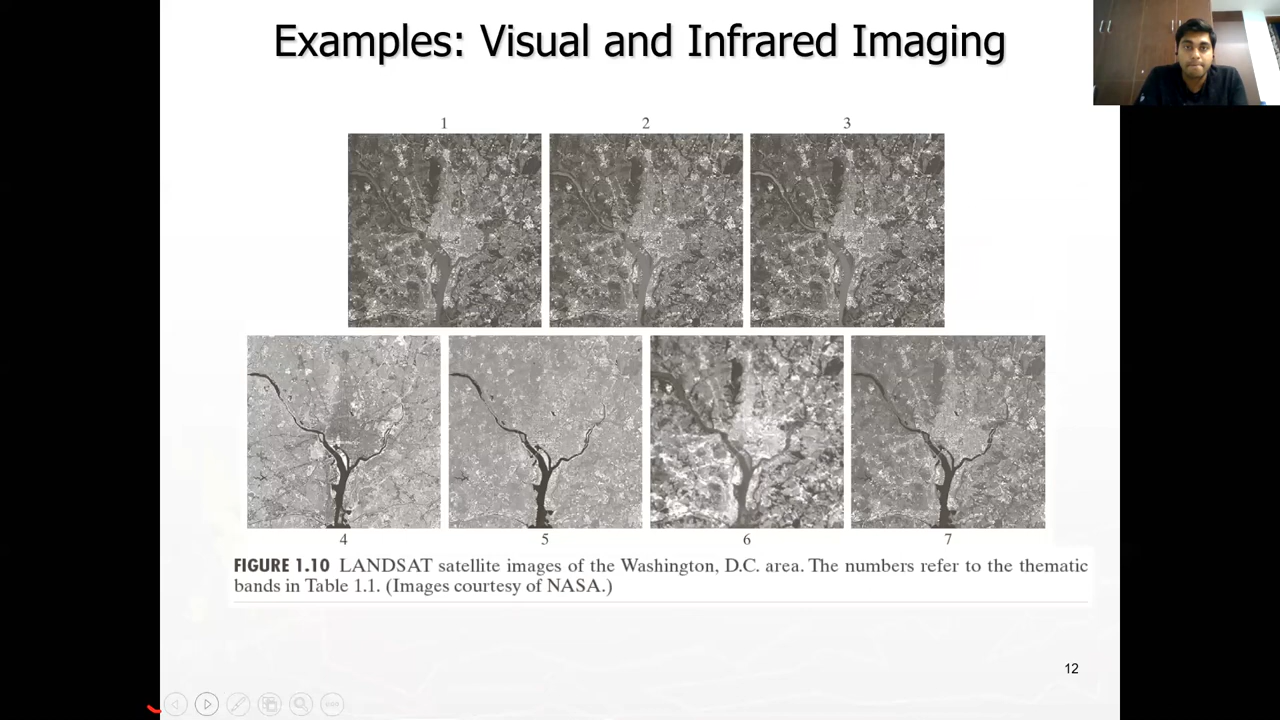 Examples: Visual and Infrared Imaging
1 2 3
4 5 6 7
FIGURE 1.10 LANDSAT satellite images of the Washington, D.C. area. The numbers refer to the thematic
bands in Table 1.1. (Images courtesy of NASA.)
12